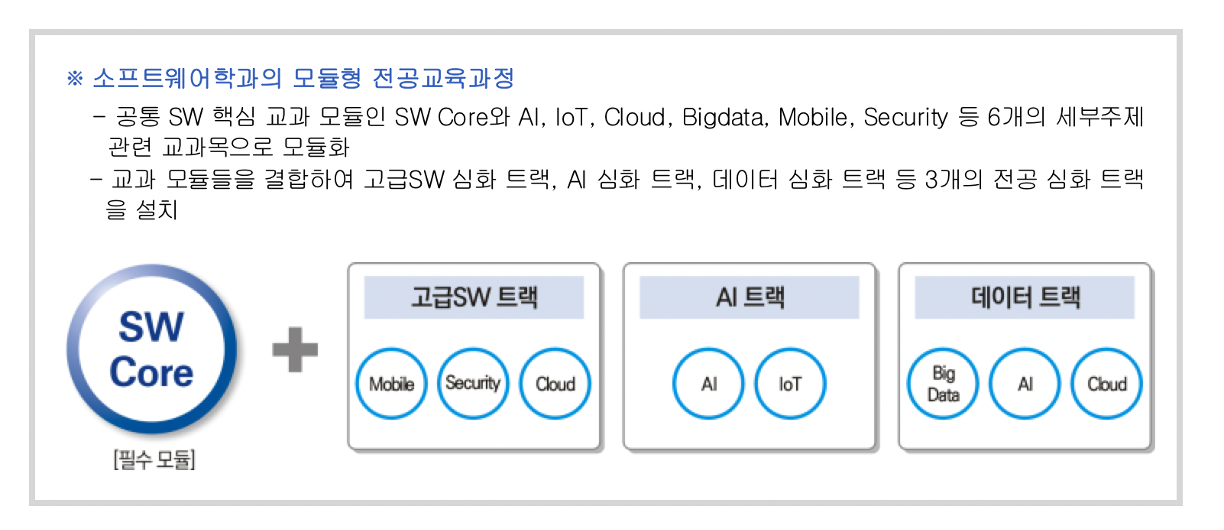 ※ 소프트웨어학과의 모듈형 전공교육과정
- 공통 SW 핵심 교과 모듈인 SW Core와 AI, IoT, Cloud, Bigdata, Mobile, Security 등 6개의 세부주제
관련 교과목으로 모듈화
- 교과 모듈들을 결합하여 고급SW 심화 트랙, AI 심화 트랙, 데이터 심화 트랙 등 3개의 전공 심화 트랙
을 설치
SW
Core
[필수 모듈]
고급SW 트랙
Mobile Security Cloud
AI 트랙
AI IoT
데이터 트랙
Big
Data
AI Cloud